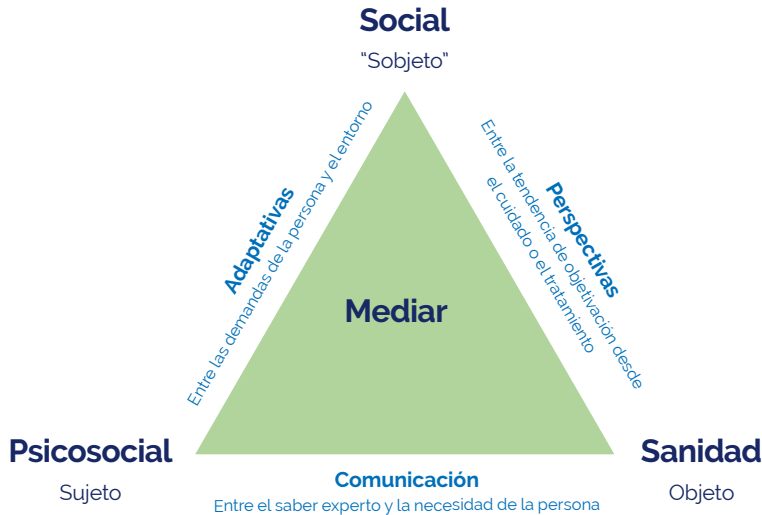 Social
“Sobjeto”
Adaptativas
Entre las demandas de la persona y el entorno
Perspectivas
Entre la tendencia de objetivación desde
el cuidado o el tratamiento
Mediar
Psicosocial
Sujeto
Sanidad
Objeto
Comunicación
Entre el saber experto y la necesidad de la persona